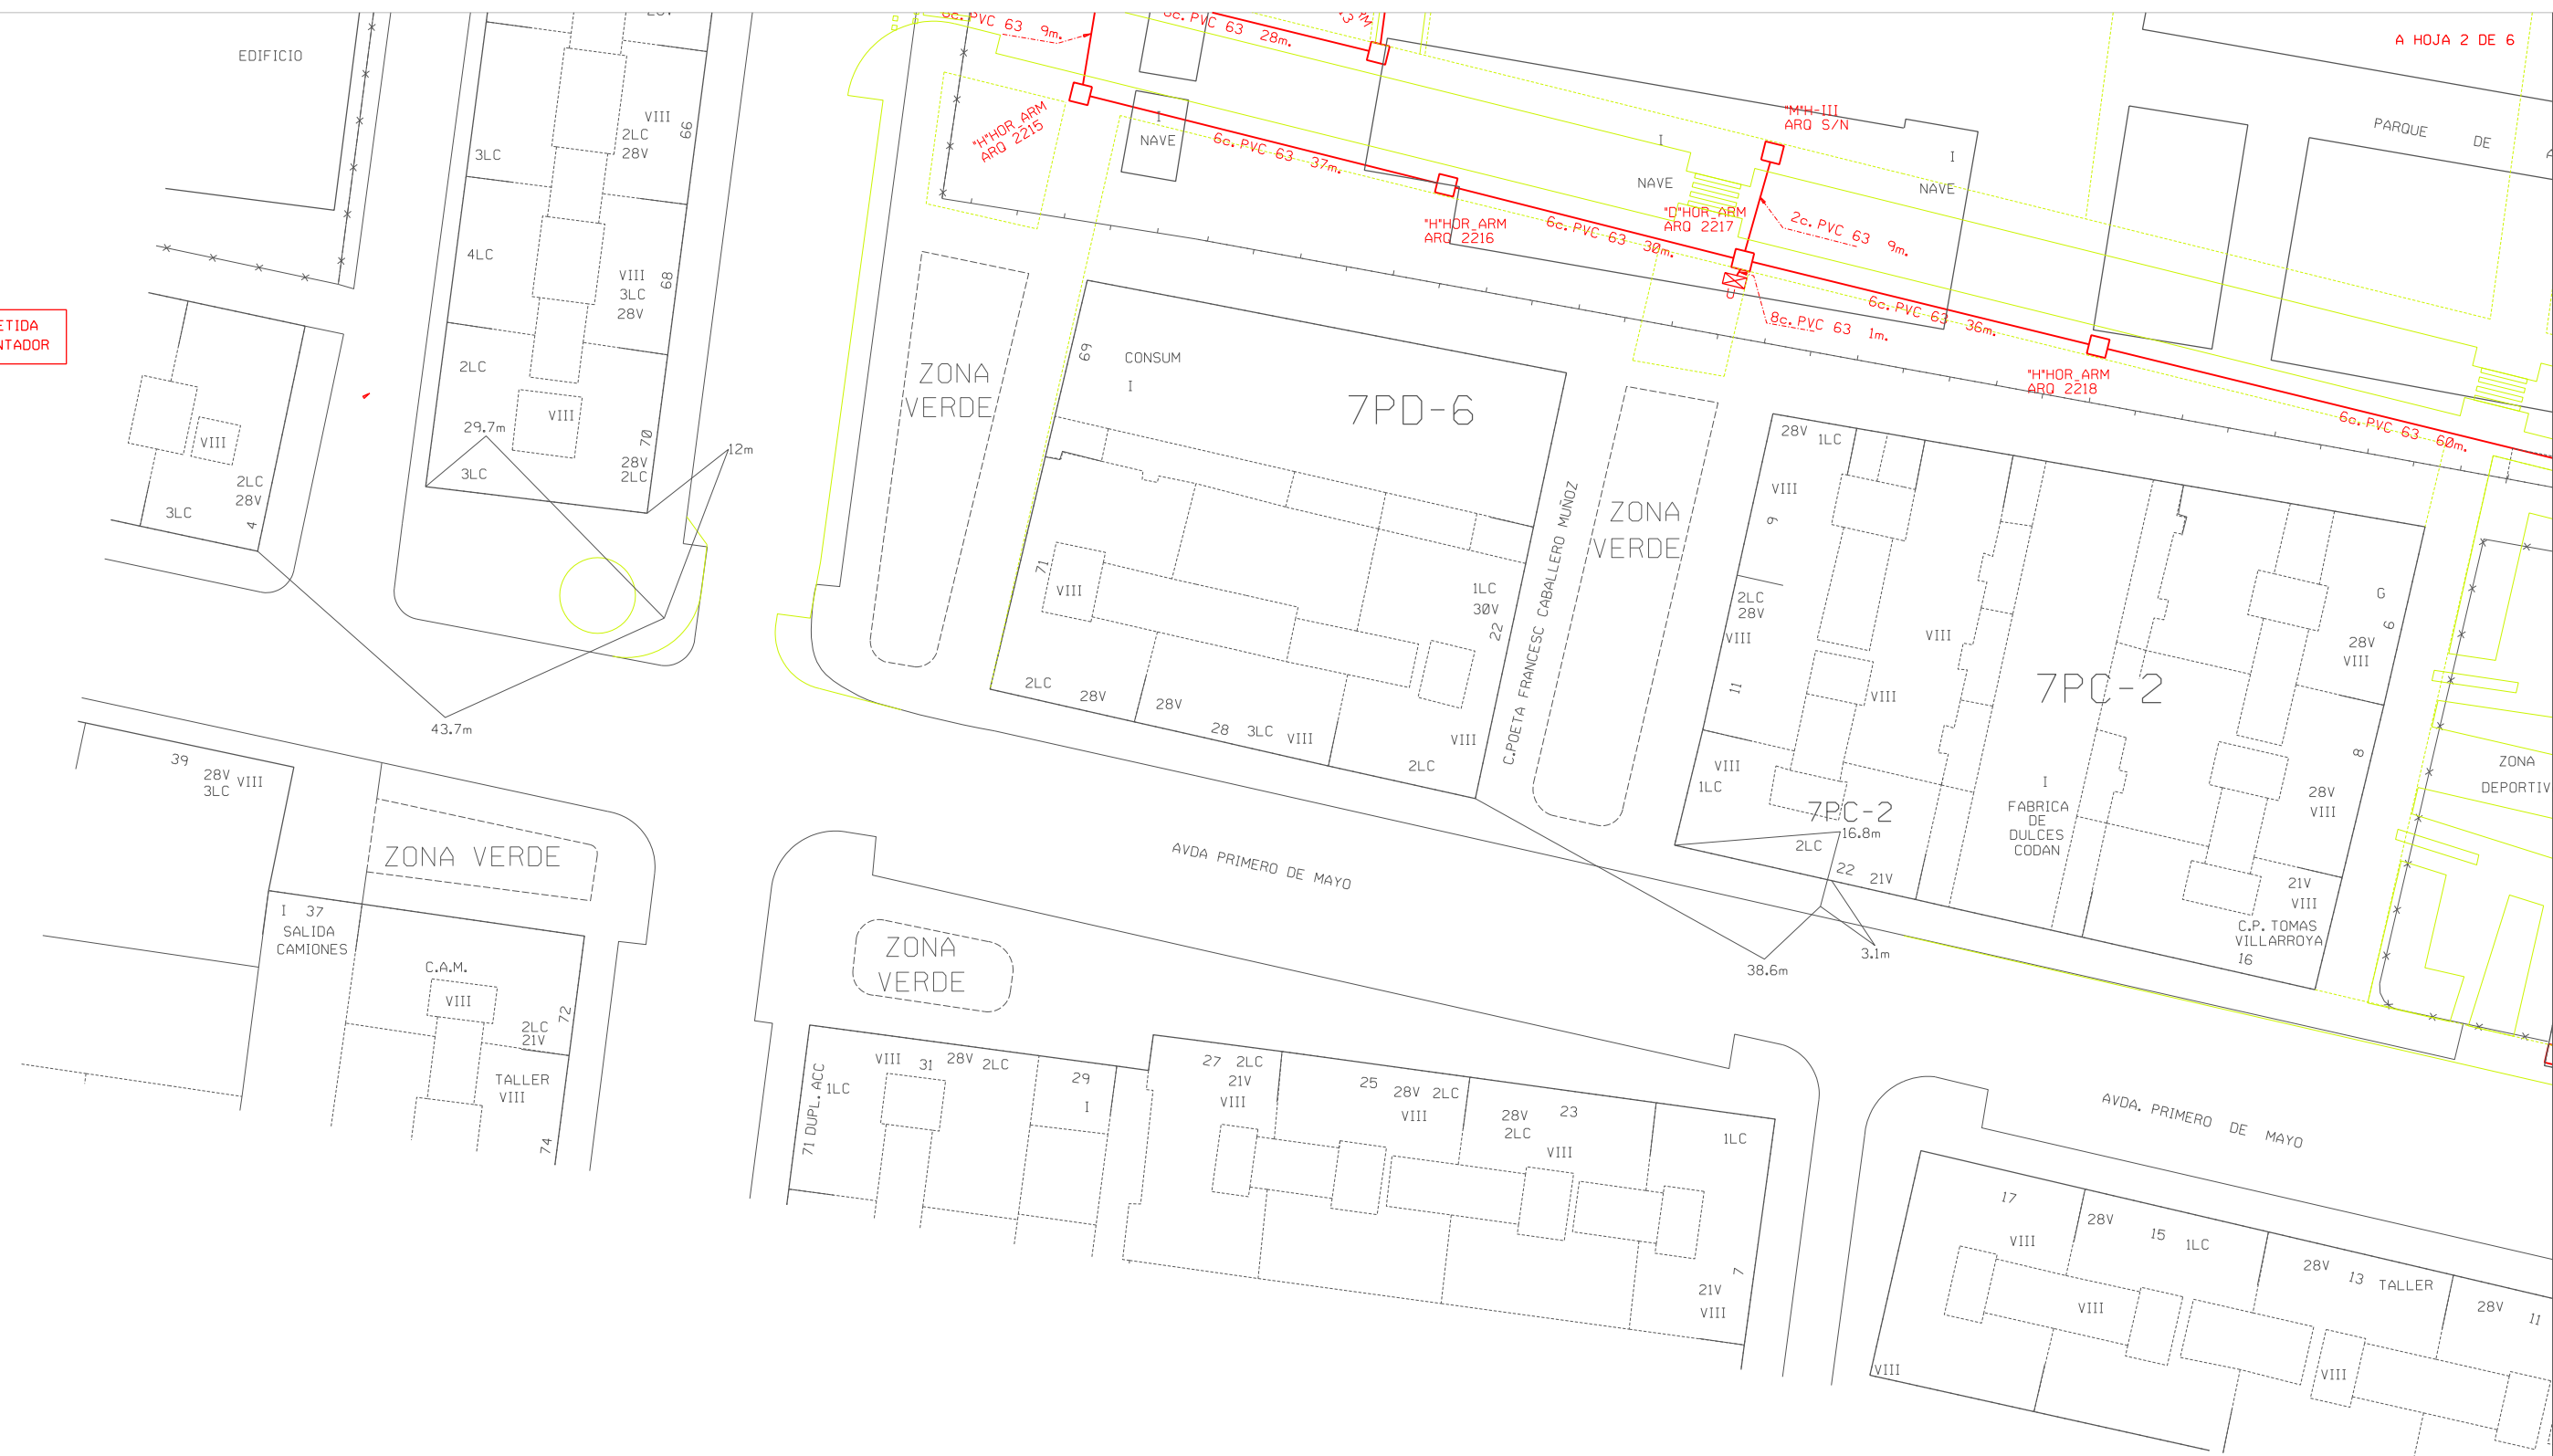 6c. PVC 63 9m.
6c. PVC 63 28m.
A HOJA 2 DE 6
EDIFICIO
VIII
2LC
28V
66
3LC
"H"HOR_ARM
ARQ 2215
I
NAVE
6c. PVC 63 37m.
"M"H-III
ARQ S/N
I
NAVE
I
NAVE
PARQUE DE
"H"HOR_ARM
ARQ 2216
"D"HOR_ARM
ARQ 2217
6c. PVC 63 30m.
2c. PVC 63 9m.
4LC
VIII
3LC
28V
68
6c. PVC 63 36m.
8c. PVC 63 1m.
ETIDA
NTADOR
2LC
VIII
29.7m
3LC
70
28V
2LC
12m
ZONA
VERDE
69
CONSUM
I
7PD-6
"H"HOR_ARM
ARQ 2218
6c. PVC 63 60m.
VIII
2LC
28V
3LC
4
28V 1LC
VIII
9
ZONA
VERDE
C.POETA FRANCESC CABALLERO MUÑOZ
71
VIII
1LC
30V
22
2LC
28V
VIII
11
VIII
VIII
7PC-2
G
6
28V
VIII
2LC
28V
28V
28 3LC VIII
VIII
2LC
43.7m
39
28V VIII
3LC
VIII
1LC
7PC-2
16.8m
2LC
22 21V
I
FABRICA
DE
DULCES
CODAN
8
28V
VIII
ZONA
DEPORTIV
ZONA VERDE
AVDA PRIMERO DE MAYO
21V
VIII
C.P. TOMAS
VILLARROYA
16
I 37
SALIDA
CAMIONES
C.A.M.
VIII
72
2LC
21V
TALLER
VIII
74
ZONA
VERDE
38.6m
3.1m
71 DUPL. ACC
1LC
VIII 31 28V 2LC
29
I
27 2LC
21V
VIII
25
28V 2LC
VIII
28V
2LC
23
VIII
1LC
7
21V
VIII
AVDA. PRIMERO DE MAYO
17
VIII
28V
15
1LC
VIII
28V
13 TALLER
28V
11
VIII
VIII